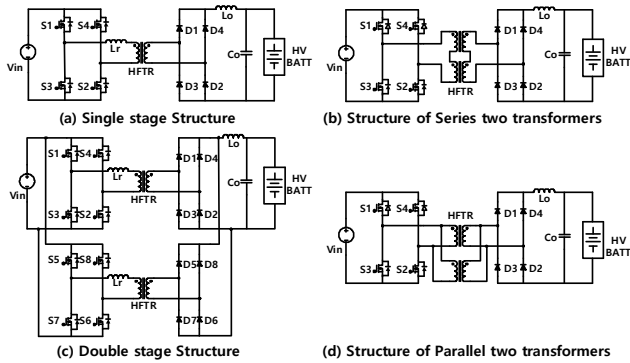 S1 S4 Lo
D1 D4
Vin Lr Co HV
BATT
HFTR
S3 S2 D3 D2
(a) Single stage Structure
S1 S4 Lo
D1 D4
Vin Co HV
BATT
S3 S2 HFTR D3 D2
(b) Structure of Series two transformers
S1 S4 Lo
D1 D4
Vin Lr Co HV
BATT
HFTR
S3 S2 D3 D2
S5 S8 D5 D8
Lr
HFTR
S7 S6 D7 D6
(c) Double stage Structure
S1 S4 HFTR Lo
D1 D4
Vin Co HV
BATT
S3 S2 D3 D2
(d) Structure of Parallel two transformers